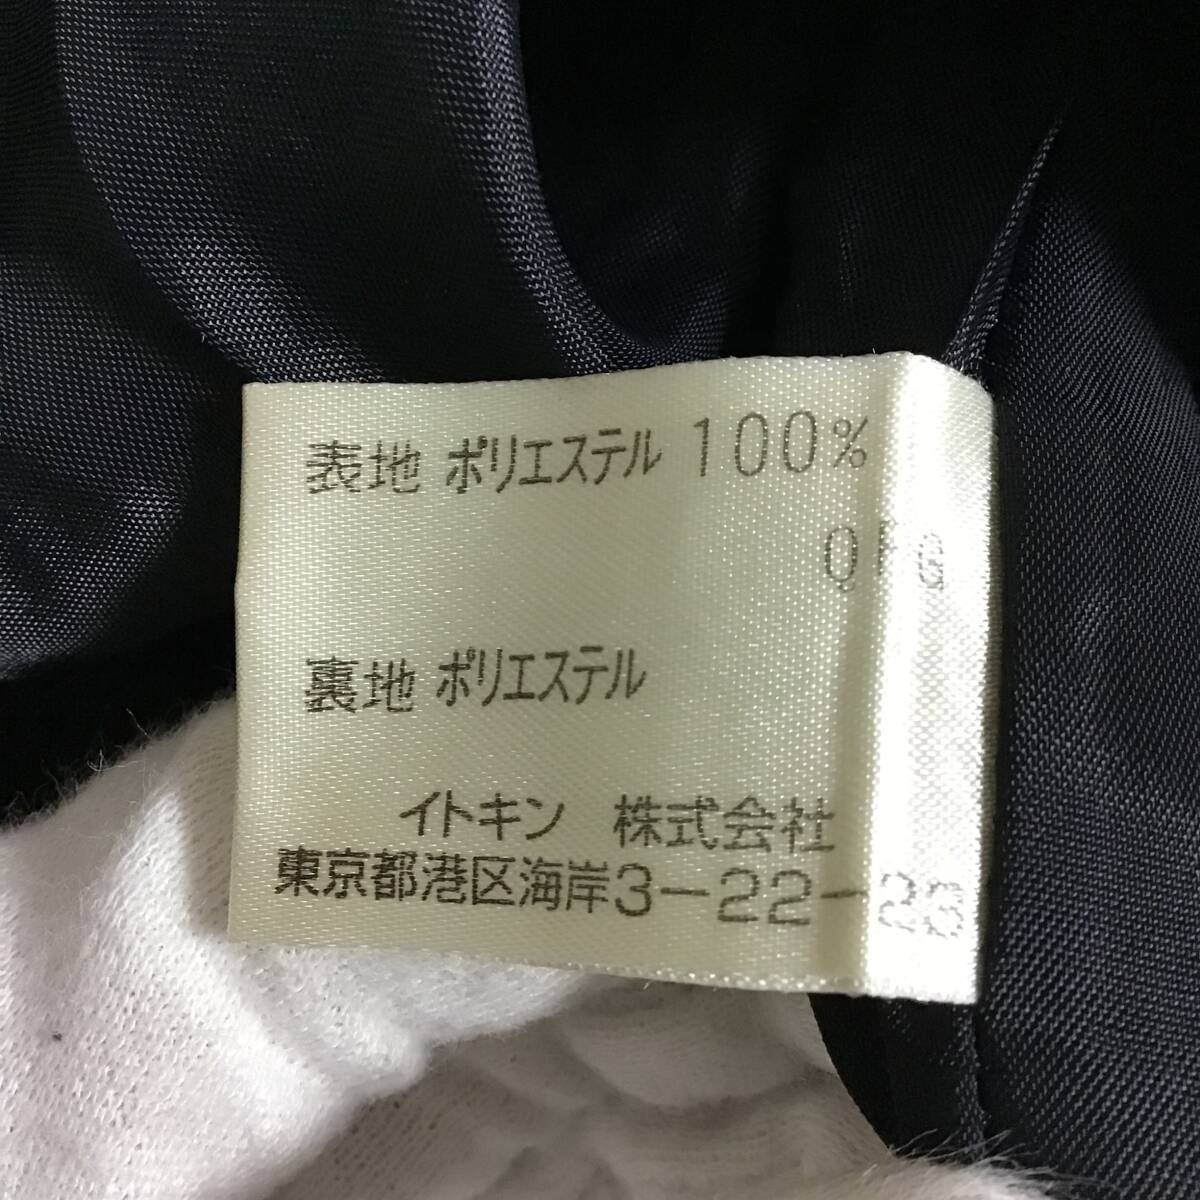 表地 ポリエステル 100%
裏地 ポリエステル
イトキン 株式会社
東京都港区海岸3-22-23